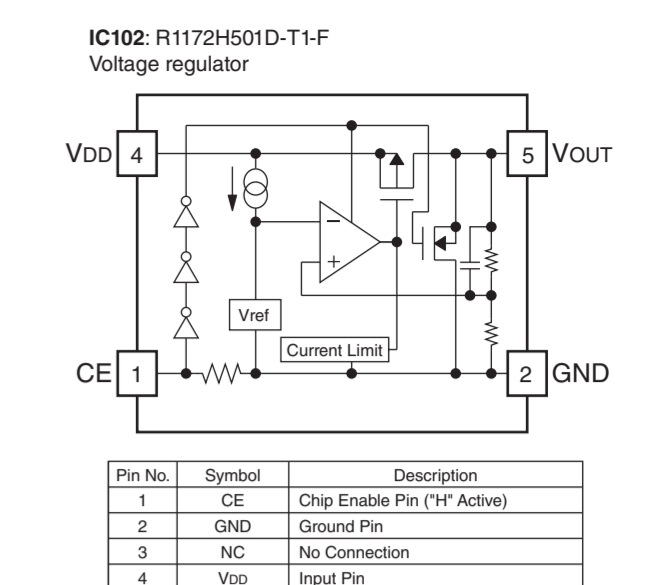 IC102: R1172H501D-T1-F
Voltage regulator
VDD 4
5 VOUT
−
+
Vref
Current Limit
CE 1
2 GND
Pin No. Symbol Description
1 CE Chip Enable Pin ("H" Active)
2 GND Ground Pin
3 NC No Connection
4 VDD Input Pin